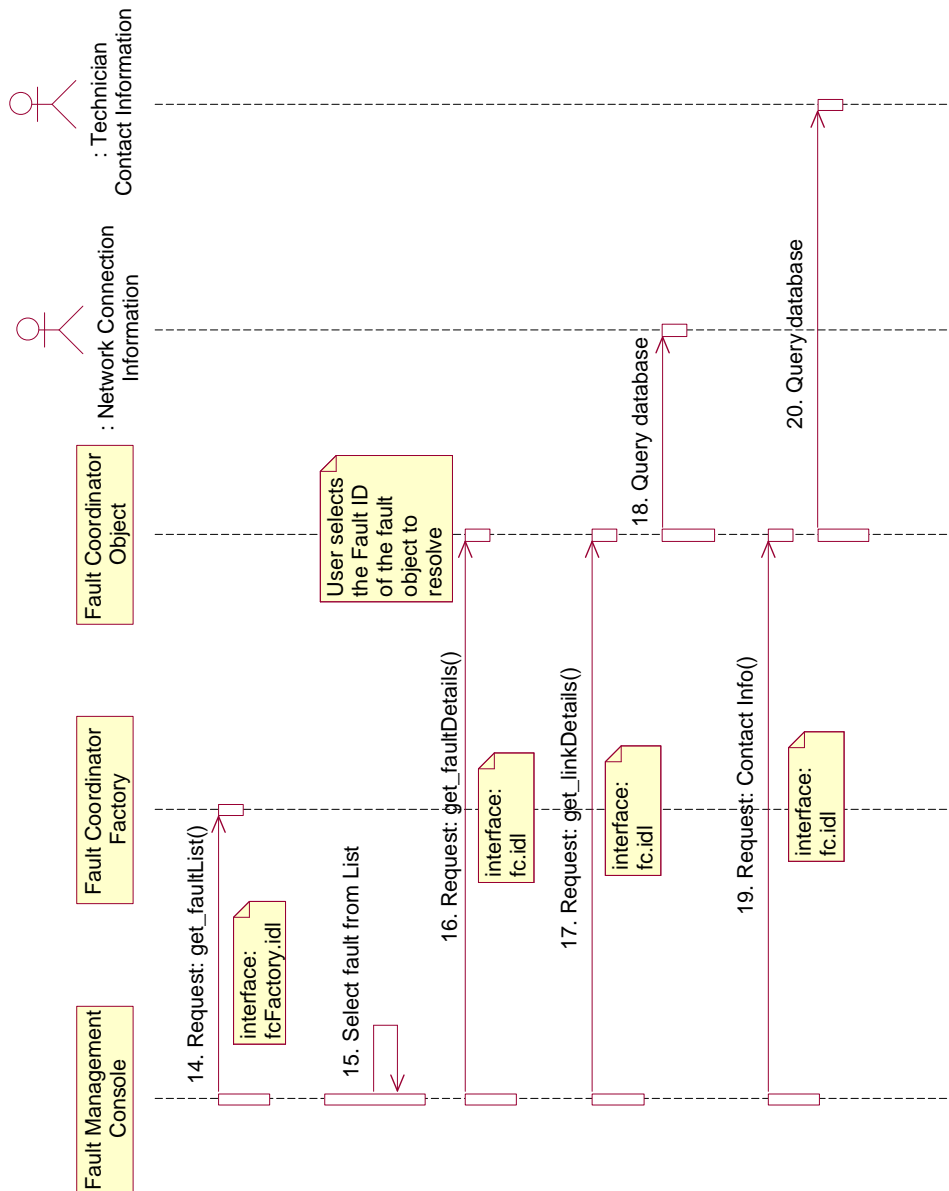 Fault Management
Console
Fault Coordinator
Factory
Fault Coordinator
Object
: Network Connection
Information
: Technician
Contact Information
14. Request: get_faultList()
interface:
fcFactory.idl
15. Select fault from List
User selects
the Fault ID
of the fault
object to
resolve
16. Request: get_faultDetails()
interface:
fc.idl
17. Request: get_linkDetails()
interface:
fc.idl
18. Query database
19. Request: Contact Info()
interface:
fc.idl
20. Query database